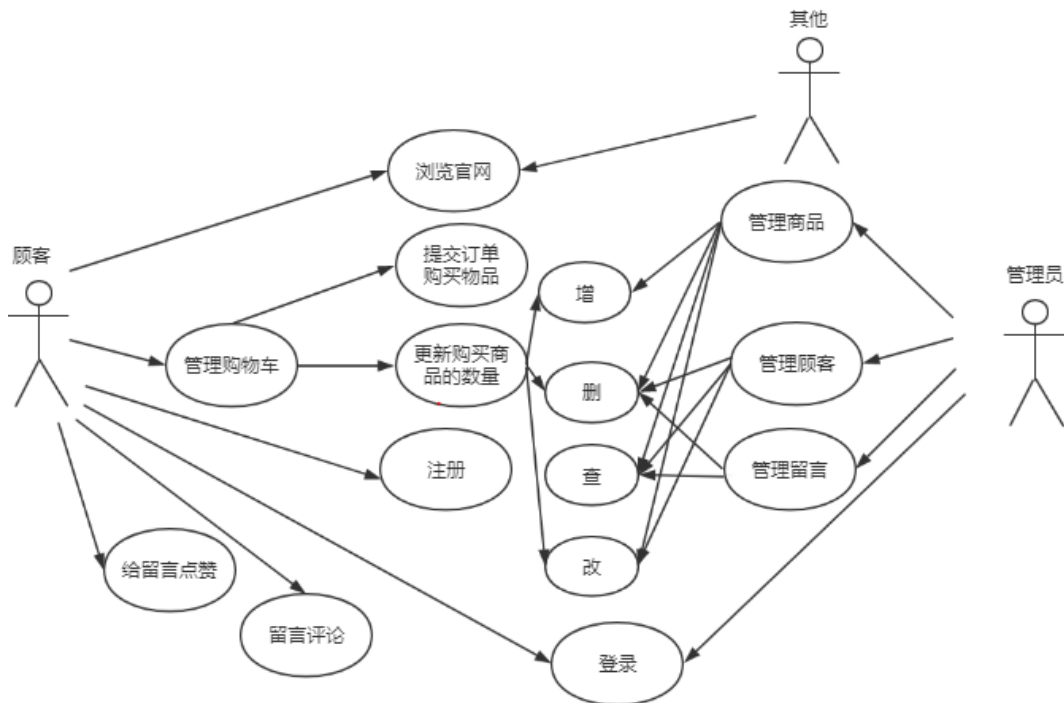 其他
浏览官网
管理商品
提交订单
购买物品
顾客
管理员
增
管理购物车
更新购买商
品的数量
管理顾客
删
注册
查
管理留言
给留言点赞
改
留言评论
登录